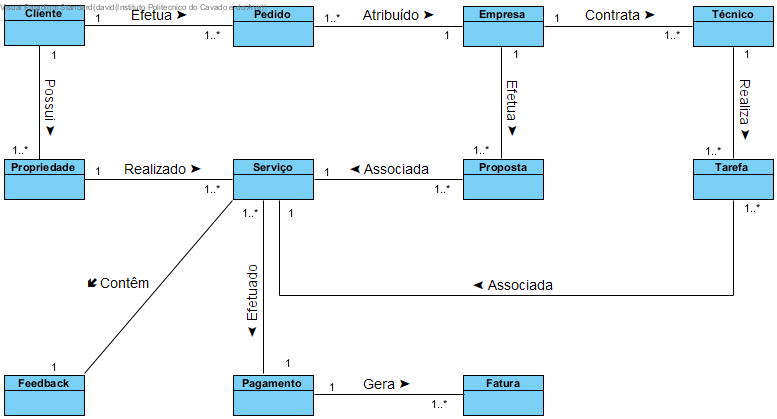 Visual Paradigm Standard(david(Instituto Politecnico do Cavado e do Ave))
Cliente
1
Efetua ➤
1..*
Pedido
1..*
Atribuído ➤
1
Empresa
1
Contrata ➤
1..*
Técnico
1
Possui ➤
1..*
1
Efetua ➤
1..*
1
Realiza ➤
1..*
Propriedade
1
Realizado ➤
1..*
Serviço
1
◄ Associada
1..*
Proposta
Tarefa
1..*
1..*
1
Contêm
1
Efetuado ➤
1
◄ Associada
Feedback
Pagamento
1
Gera ➤
1..*
Fatura